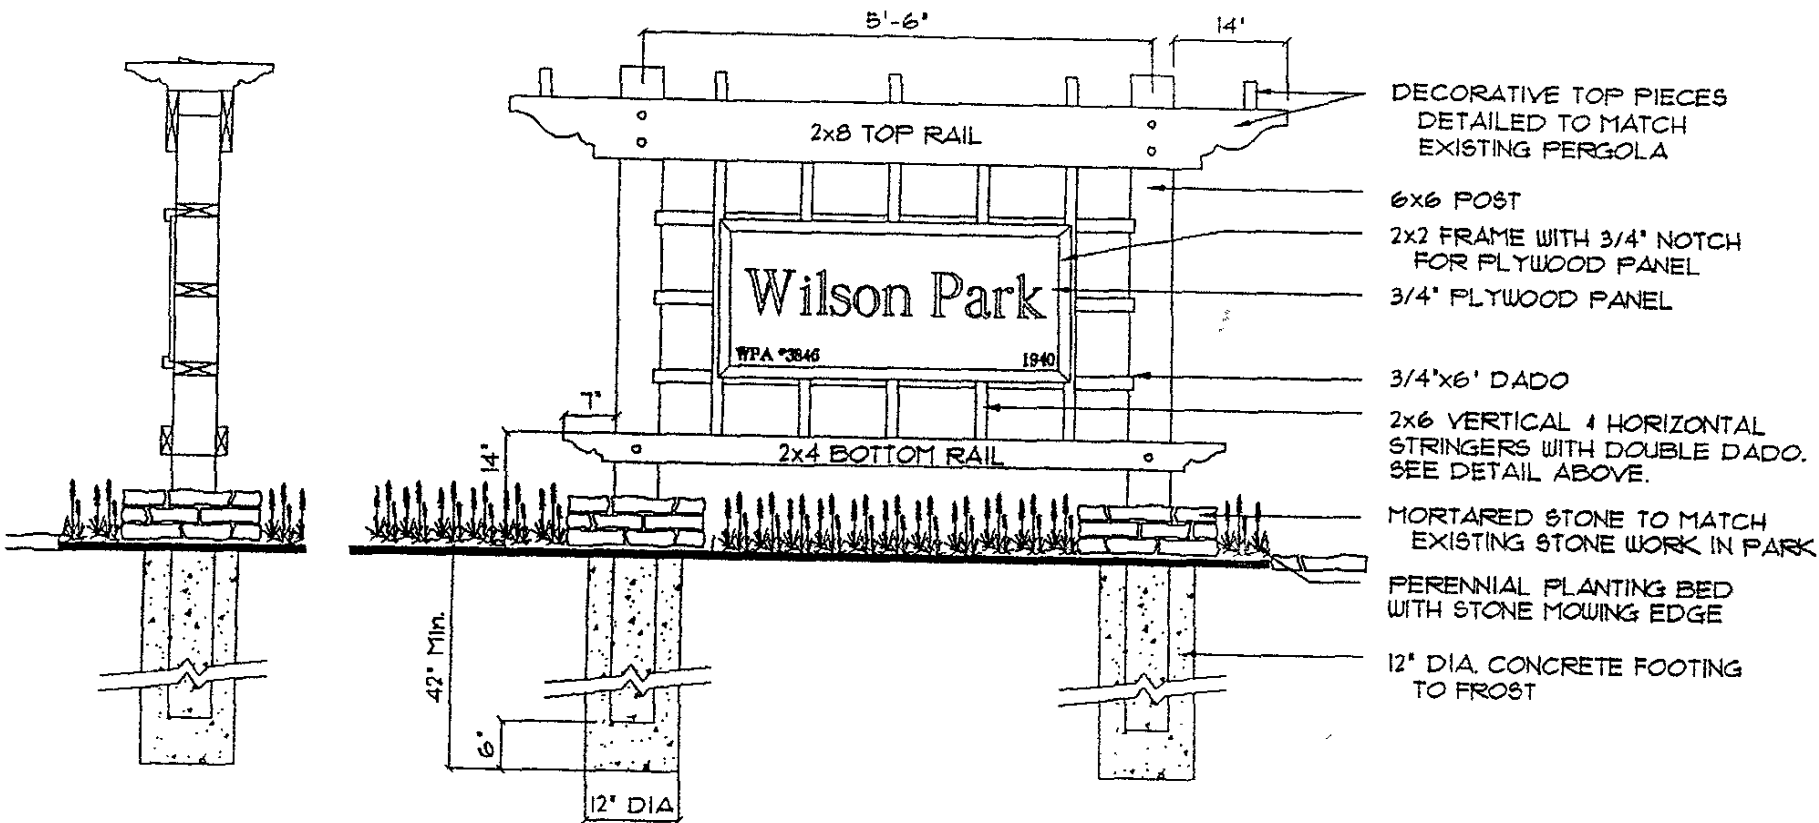 5'-6"
14'
DECORATIVE TOP PIECES
DETAILED TO MATCH
EXISTING PERGOLA
2x8 TOP RAIL
6x6 POST
2x2 FRAME WITH 3/4" NOTCH
FOR PLYWOOD PANEL
Wilson Park
3/4" PLYWOOD PANEL
WPA #3846
1940
3/4"x6' DADO
7"
2x6 VERTICAL & HORIZONTAL
STRINGERS WITH DOUBLE DADO.
SEE DETAIL ABOVE.
14"
2x4 BOTTOM RAIL
MORTARED STONE TO MATCH
EXISTING STONE WORK IN PARK
PERENNIAL PLANTING BED
WITH STONE MOWING EDGE
42" Min.
12" DIA. CONCRETE FOOTING
TO FROST
6"
12" DIA